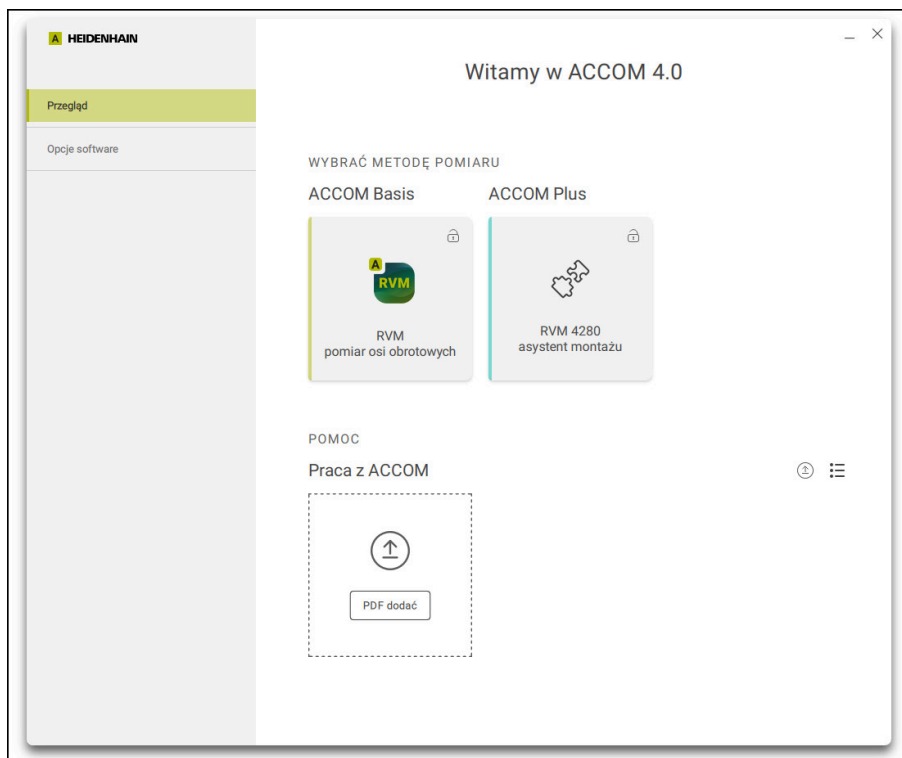 A HEIDENHAIN
Witamy w ACCOM 4.0
Przegląd
Opcje software
WYBRAĆ METODĘ POMIARU
ACCOM Basis
ACCOM Plus
A
RVM
RVM
pomiar osi obrotowych
RVM 4280
asystent montażu
POMOC
Praca z ACCOM
PDF dodać